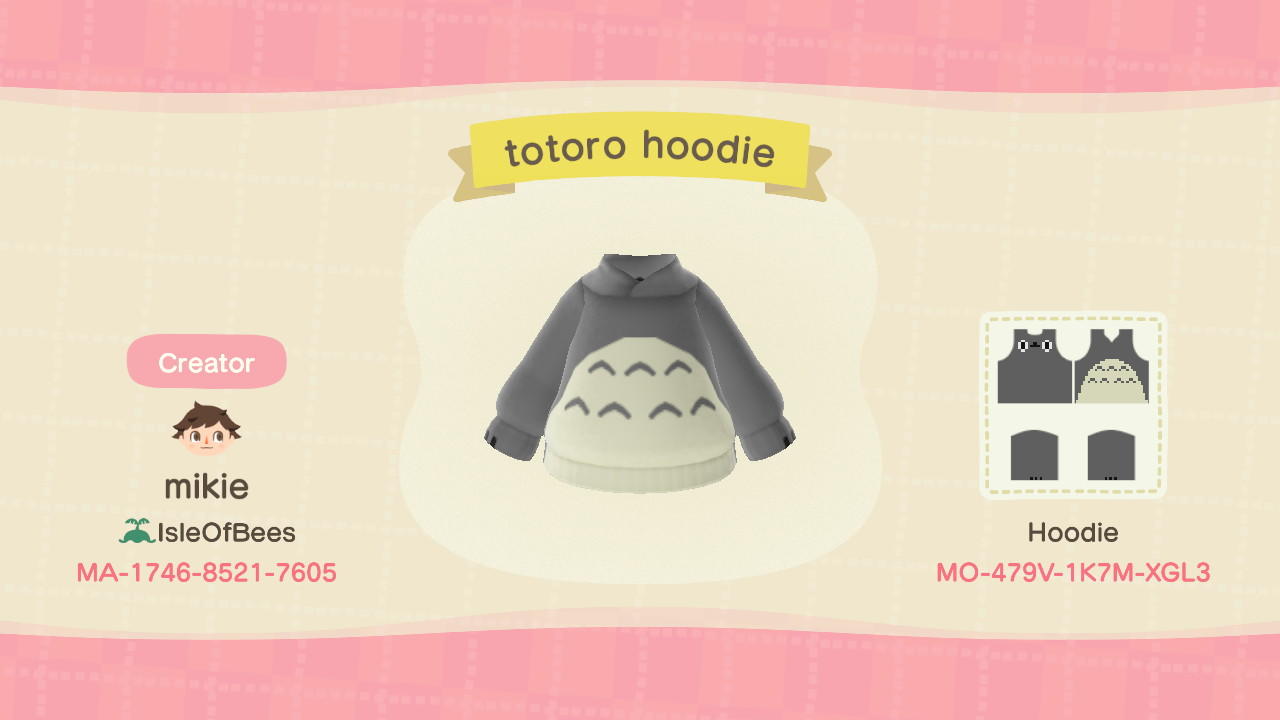 totoro hoodie
Creator
mikie
IsleOfBees
MA-1746-8521-7605
Hoodie
MO-479V-1K7M-XGL3